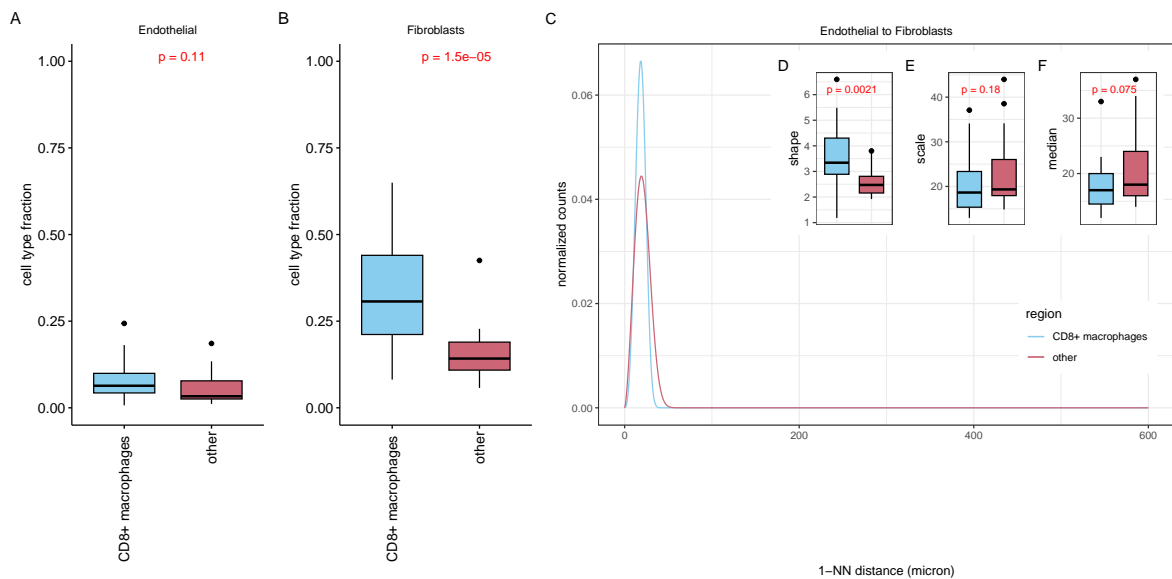 A
Endothelial
p = 0.11
1.00
0.75
0.50
0.25
0.00
cell type fraction
CD8+ macrophages
other
B
Fibroblasts
p = 1.5e−05
1.00
0.75
0.50
0.25
0.00
cell type fraction
CD8+ macrophages
other
C
Endothelial to Fibroblasts
0.06
0.04
0.02
0.00
normalized counts
0
200
400
600
1−NN distance (micron)
D
p = 0.0021
6
5
4
3
2
1
shape
E
p = 0.18
40
30
20
scale
F
p = 0.075
30
20
median
region
CD8+ macrophages
other